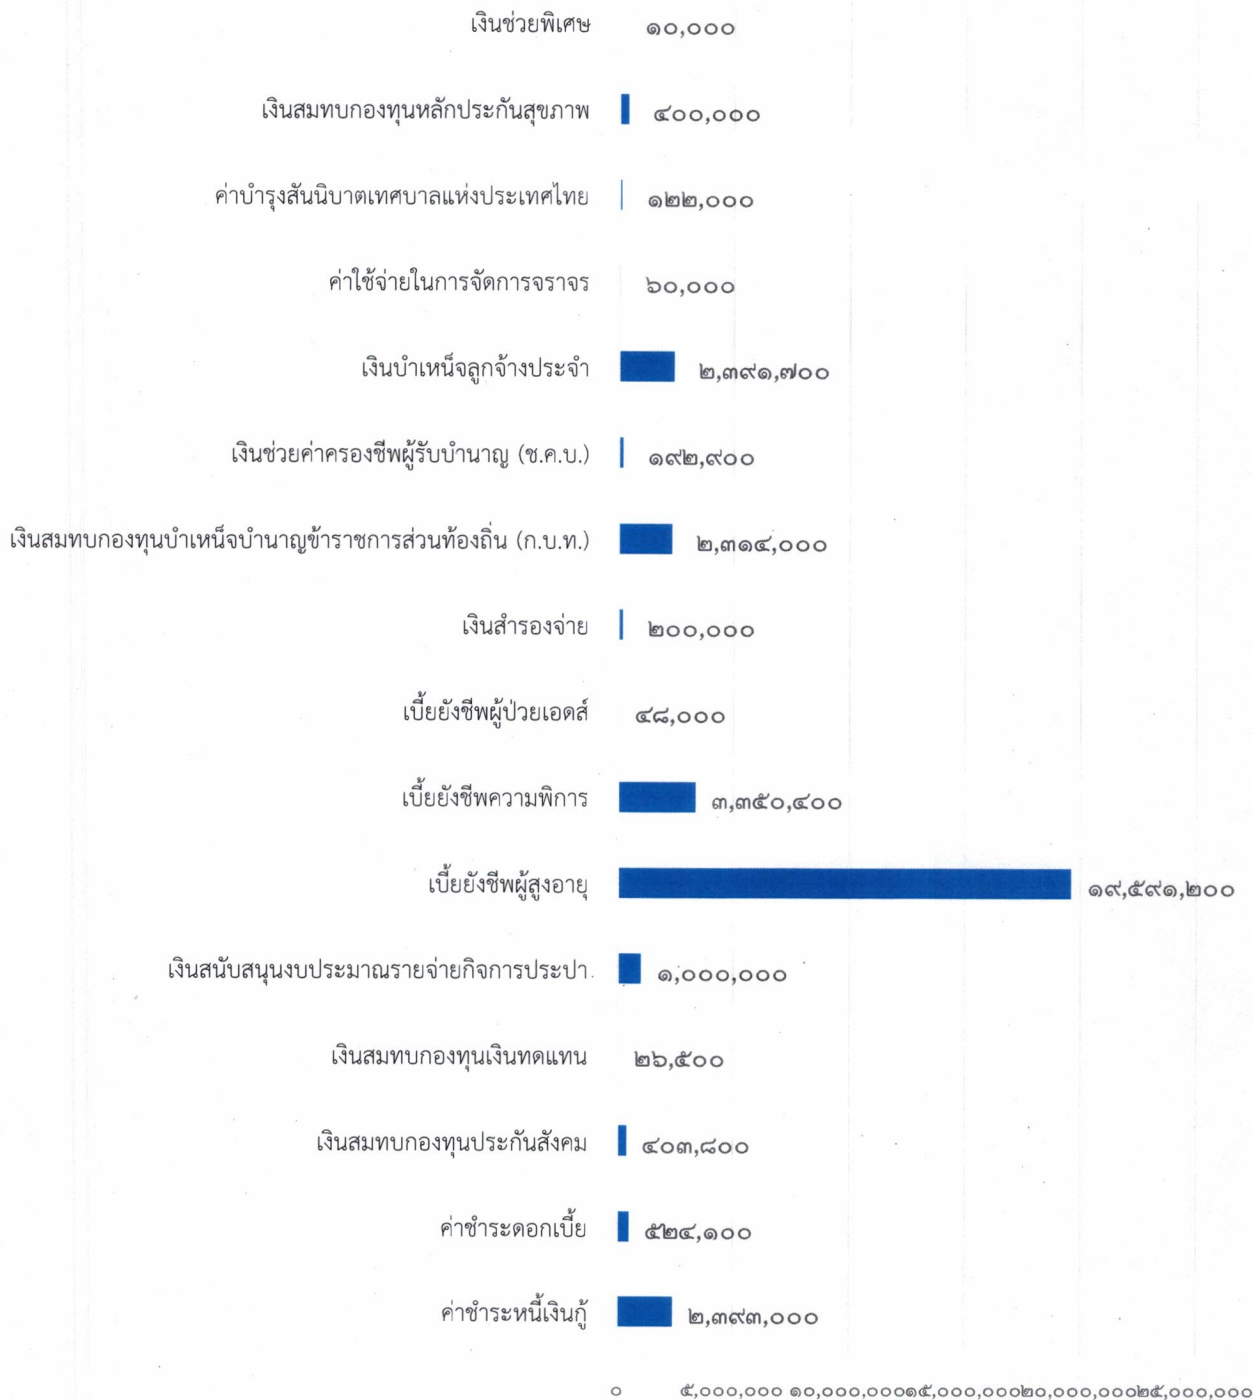 เงินช่วยพิเศษ ๑๐,๐๐๐
เงินสมทบกองทุนหลักประกันสุขภาพ ๔๐๐,๐๐๐
ค่าบำรุงสันนิบาตเทศบาลแห่งประเทศไทย ๑๒๒,๐๐๐
ค่าใช้จ่ายในการจัดการจราจร ๖๐,๐๐๐
เงินบำเหน็จลูกจ้างประจำ ๒,๓๙๑,๗๐๐
เงินช่วยค่าครองชีพผู้รับบำนาญ (ช.ค.บ.) ๑๙๒,๙๐๐
เงินสมทบกองทุนบำเหน็จบำนาญข้าราชการส่วนท้องถิ่น (ก.บ.ท.) ๒,๓๑๔,๐๐๐
เงินสำรองจ่าย ๒๐๐,๐๐๐
เบี้ยยังชีพผู้ป่วยเอดส์ ๔๘,๐๐๐
เบี้ยยังชีพความพิการ ๓,๓๕๐,๔๐๐
เบี้ยยังชีพผู้สูงอายุ ๑๙,๕๙๑,๒๐๐
เงินสนับสนุนงบประมาณรายจ่ายกิจการประปา ๑,๐๐๐,๐๐๐
เงินสมทบกองทุนเงินทดแทน ๒๖,๕๐๐
เงินสมทบกองทุนประกันสังคม ๔๐๓,๘๐๐
ค่าชำระดอกเบี้ย ๕๒๔,๑๐๐
ค่าชำระหนี้เงินกู้ ๒,๓๙๓,๐๐๐
๐ ๕,๐๐๐,๐๐๐ ๑๐,๐๐๐,๐๐๐ ๑๕,๐๐๐,๐๐๐ ๒๐,๐๐๐,๐๐๐ ๒๕,๐๐๐,๐๐๐